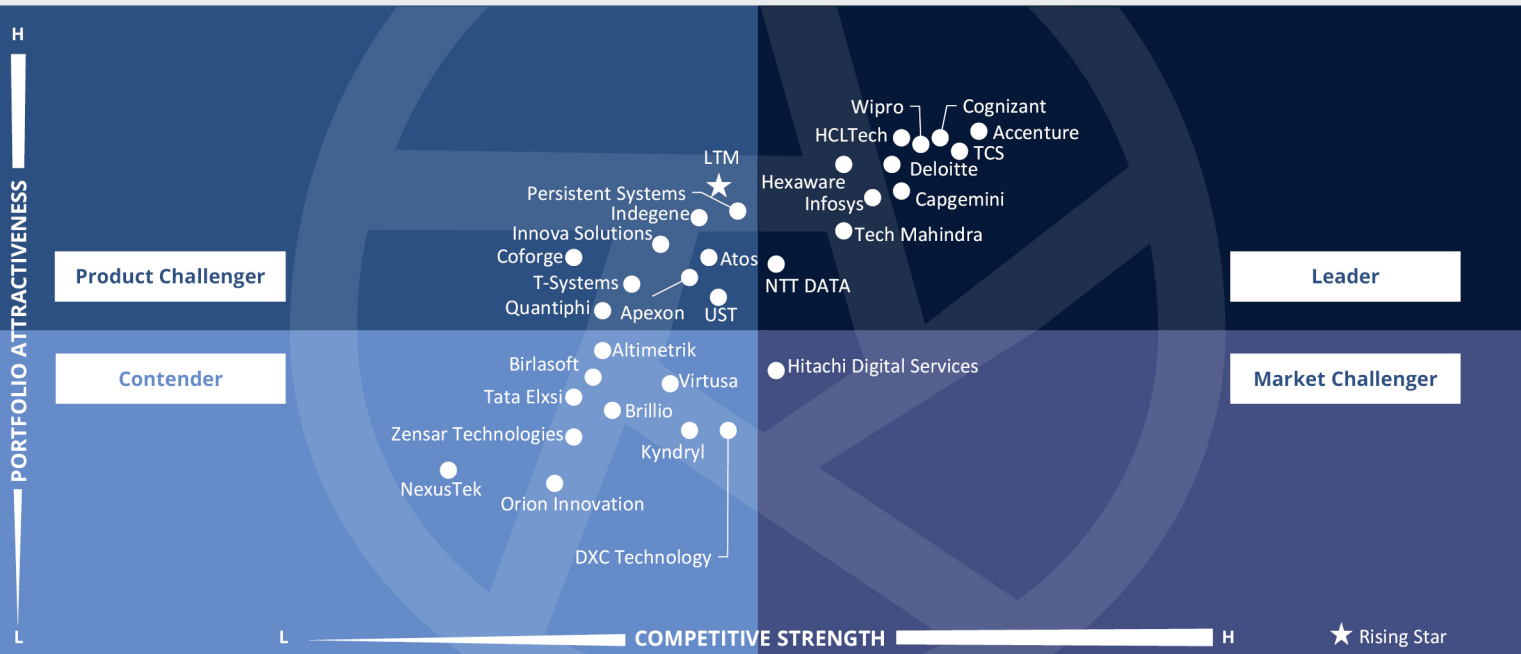 H
Wipro
Cognizant
HCLTech
Accenture
TCS
LTM
Deloitte
Hexaware
Persistent Systems
Capgemini
Infosys
Indegene
Innova Solutions
Tech Mahindra
Coforge
Atos
Product Challenger
Leader
T-Systems
NTT DATA
Quantiphi
Apexon
UST
PORTFOLIO ATTRACTIVENESS
Altimetrik
Birlasoft
Hitachi Digital Services
Contender
Virtusa
Market Challenger
Tata Elxsi
Brillio
Zensar Technologies
Kyndryl
NexusTek
Orion Innovation
DXC Technology
L
L
COMPETITIVE STRENGTH
H
Rising Star